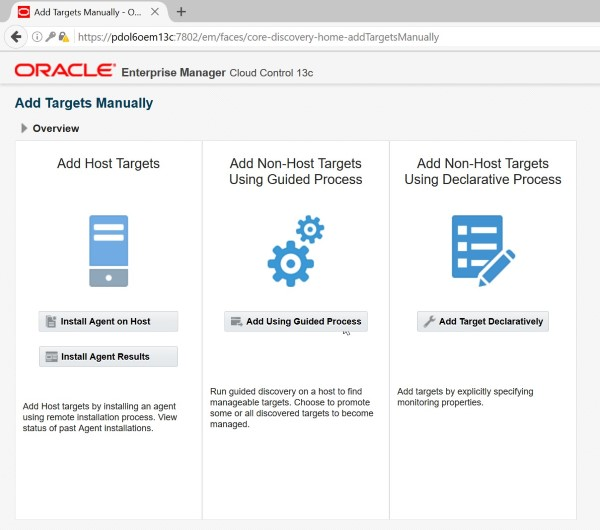 Add Targets Manually - O...
https://pdol6oem13c:7802/em/faces/core-discovery-home-addTargetsManually
ORACLE Enterprise Manager Cloud Control 13c
Add Targets Manually
Overview
Add Host Targets
Install Agent on Host
Install Agent Results
Add Host targets by installing an agent
using remote installation process. View
status of past Agent installations.
Add Non-Host Targets
Using Guided Process
Add Using Guided Process
Run guided discovery on a host to find
manageable targets. Choose to promote
some or all discovered targets to become
managed.
Add Non-Host Targets
Using Declarative Process
Add Target Declaratively
Add targets by explicitly specifying
monitoring properties.